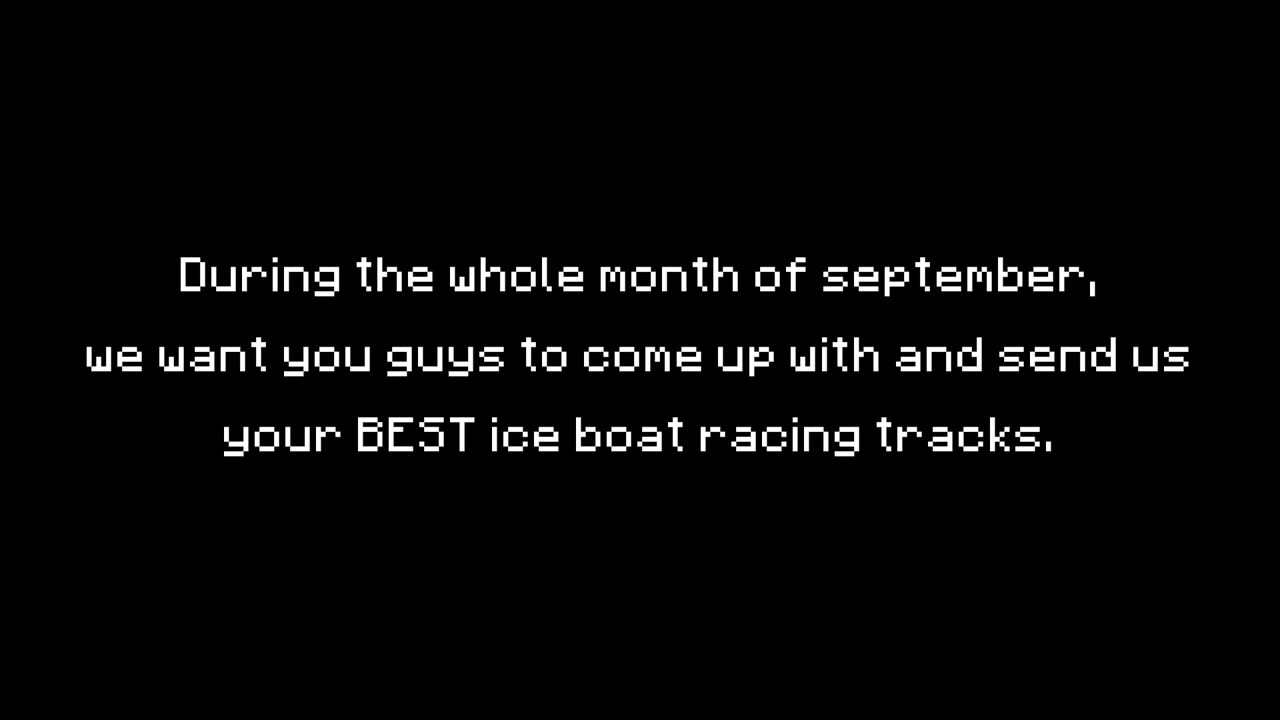 During the whole month of september,
we want you guys to come up with and send us
your BEST ice boat racing tracks.